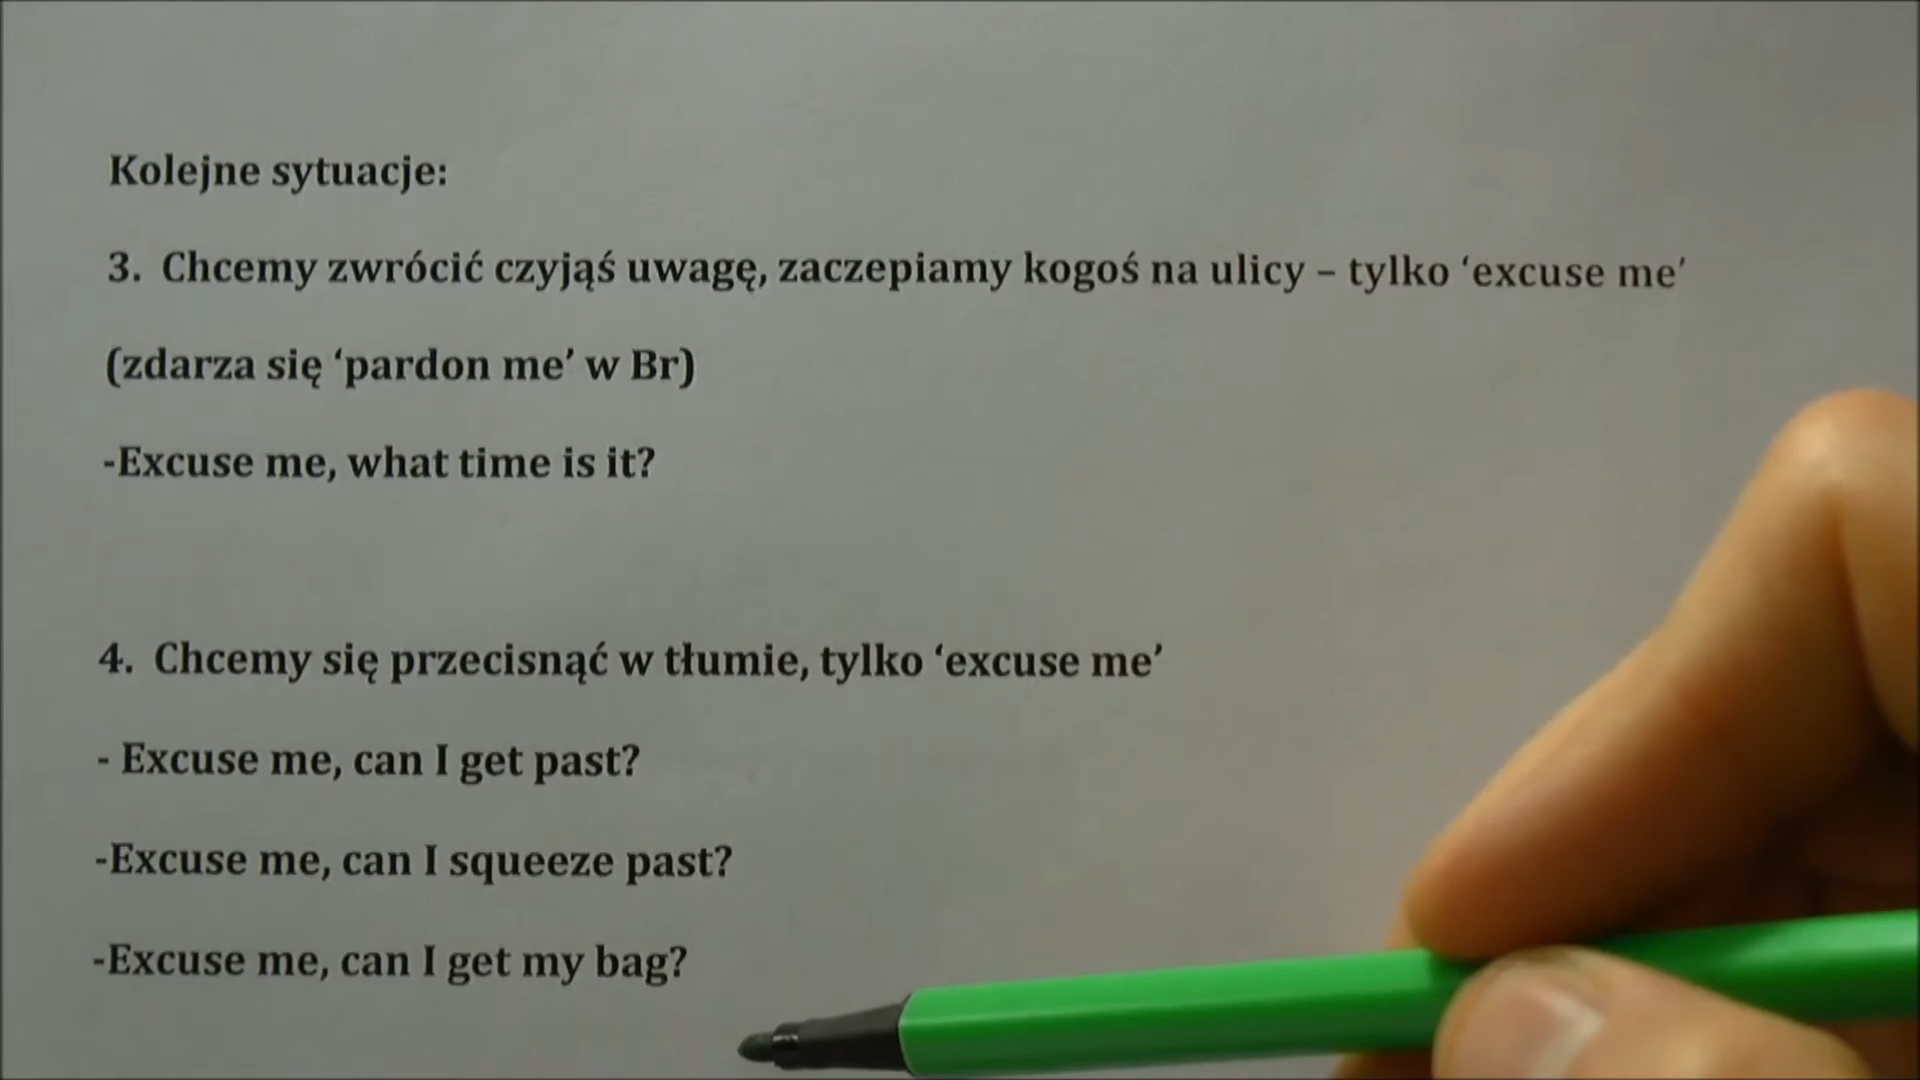 Kolejne sytuacje:
3. Chcemy zwrócić czyjąś uwagę, zaczepiamy kogoś na ulicy – tylko ‘excuse me’
(zdarza się ‘pardon me’ w Br)
-Excuse me, what time is it?
4. Chcemy się przecisnąć w tłumie, tylko ‘excuse me’
- Excuse me, can I get past?
-Excuse me, can I squeeze past?
-Excuse me, can I get my bag?